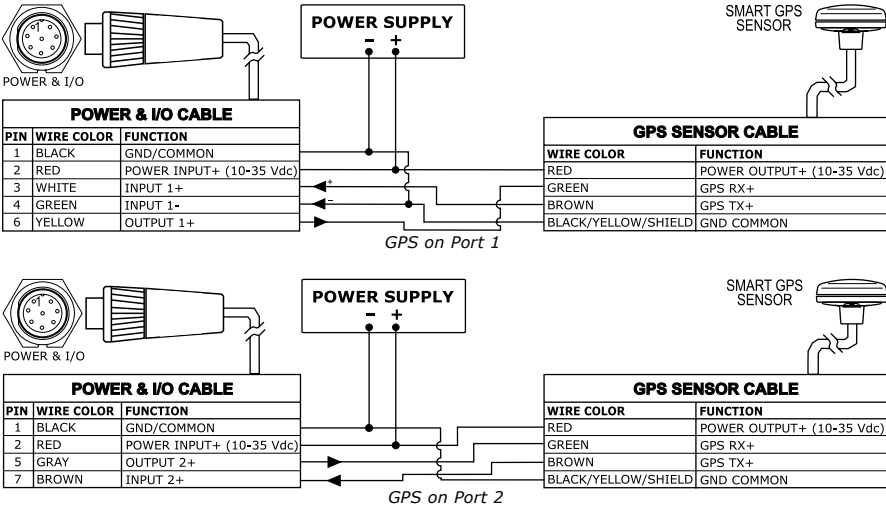 POWER SUPPLY
- +
SMART GPS
SENSOR
1
POWER & I/O
POWER & I/O CABLE
PIN WIRE COLOR FUNCTION
1 BLACK GND/COMMON
2 RED POWER INPUT+ (10-35 Vdc)
3 WHITE INPUT 1+
4 GREEN INPUT 1-
6 YELLOW OUTPUT 1+
+
-
GPS SENSOR CABLE
WIRE COLOR FUNCTION
RED POWER OUTPUT+ (10-35 Vdc)
GREEN GPS RX+
BROWN GPS TX+
BLACK/YELLOW/SHIELD GND COMMON
GPS on Port 1
POWER SUPPLY
- +
SMART GPS
SENSOR
1
POWER & I/O
POWER & I/O CABLE
PIN WIRE COLOR FUNCTION
1 BLACK GND/COMMON
2 RED POWER INPUT+ (10-35 Vdc)
5 GRAY OUTPUT 2+
7 BROWN INPUT 2+
GPS SENSOR CABLE
WIRE COLOR FUNCTION
RED POWER OUTPUT+ (10-35 Vdc)
GREEN GPS RX+
BROWN GPS TX+
BLACK/YELLOW/SHIELD GND COMMON
GPS on Port 2